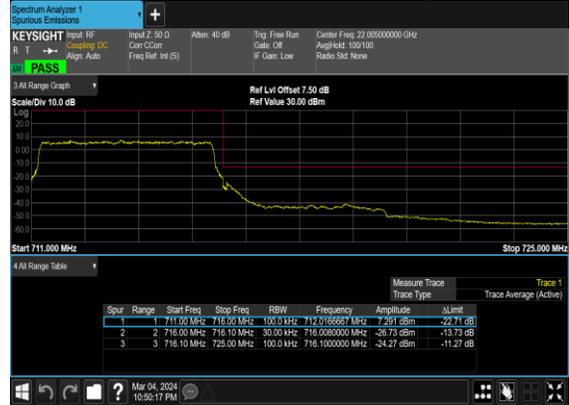 Spectrum Analyzer 1
Spurious Emissions
KEYSIGHT Input: RF Input Z: 50 Ω Atten: 40 dB Trig: Free Run Center Freq: 22.005000000 GHz
R T Coupling: DC Corr CCorr Gate: Off Avg|Hold: 100/100
Align: Auto Freq Ref: Int (S) IF Gain: Low Radio Std: None
PASS
3 All Range Graph
Ref Lvl Offset 7.50 dB
Scale/Div 10.0 dB Ref Value 30.00 dBm
Log
20.0
10.0
0.00
-10.0
-20.0
-30.0
-40.0
-50.0
-60.0
Start 711.000 MHz Stop 725.000 MHz
4 All Range Table
Measure Trace Trace 1
Trace Type Trace Average (Active)
Spur Range Start Freq Stop Freq RBW Frequency Amplitude ΔLimit
1 1 711.00 MHz 716.00 MHz 100.0 kHz 712.0166667 MHz 7.291 dBm -22.71 dB
2 2 716.00 MHz 716.10 MHz 30.00 kHz 716.0080000 MHz -26.73 dBm -13.73 dB
3 3 716.10 MHz 725.00 MHz 100.0 kHz 716.1000000 MHz -24.27 dBm -11.27 dB
Mar 04, 2024
10:50:17 PM